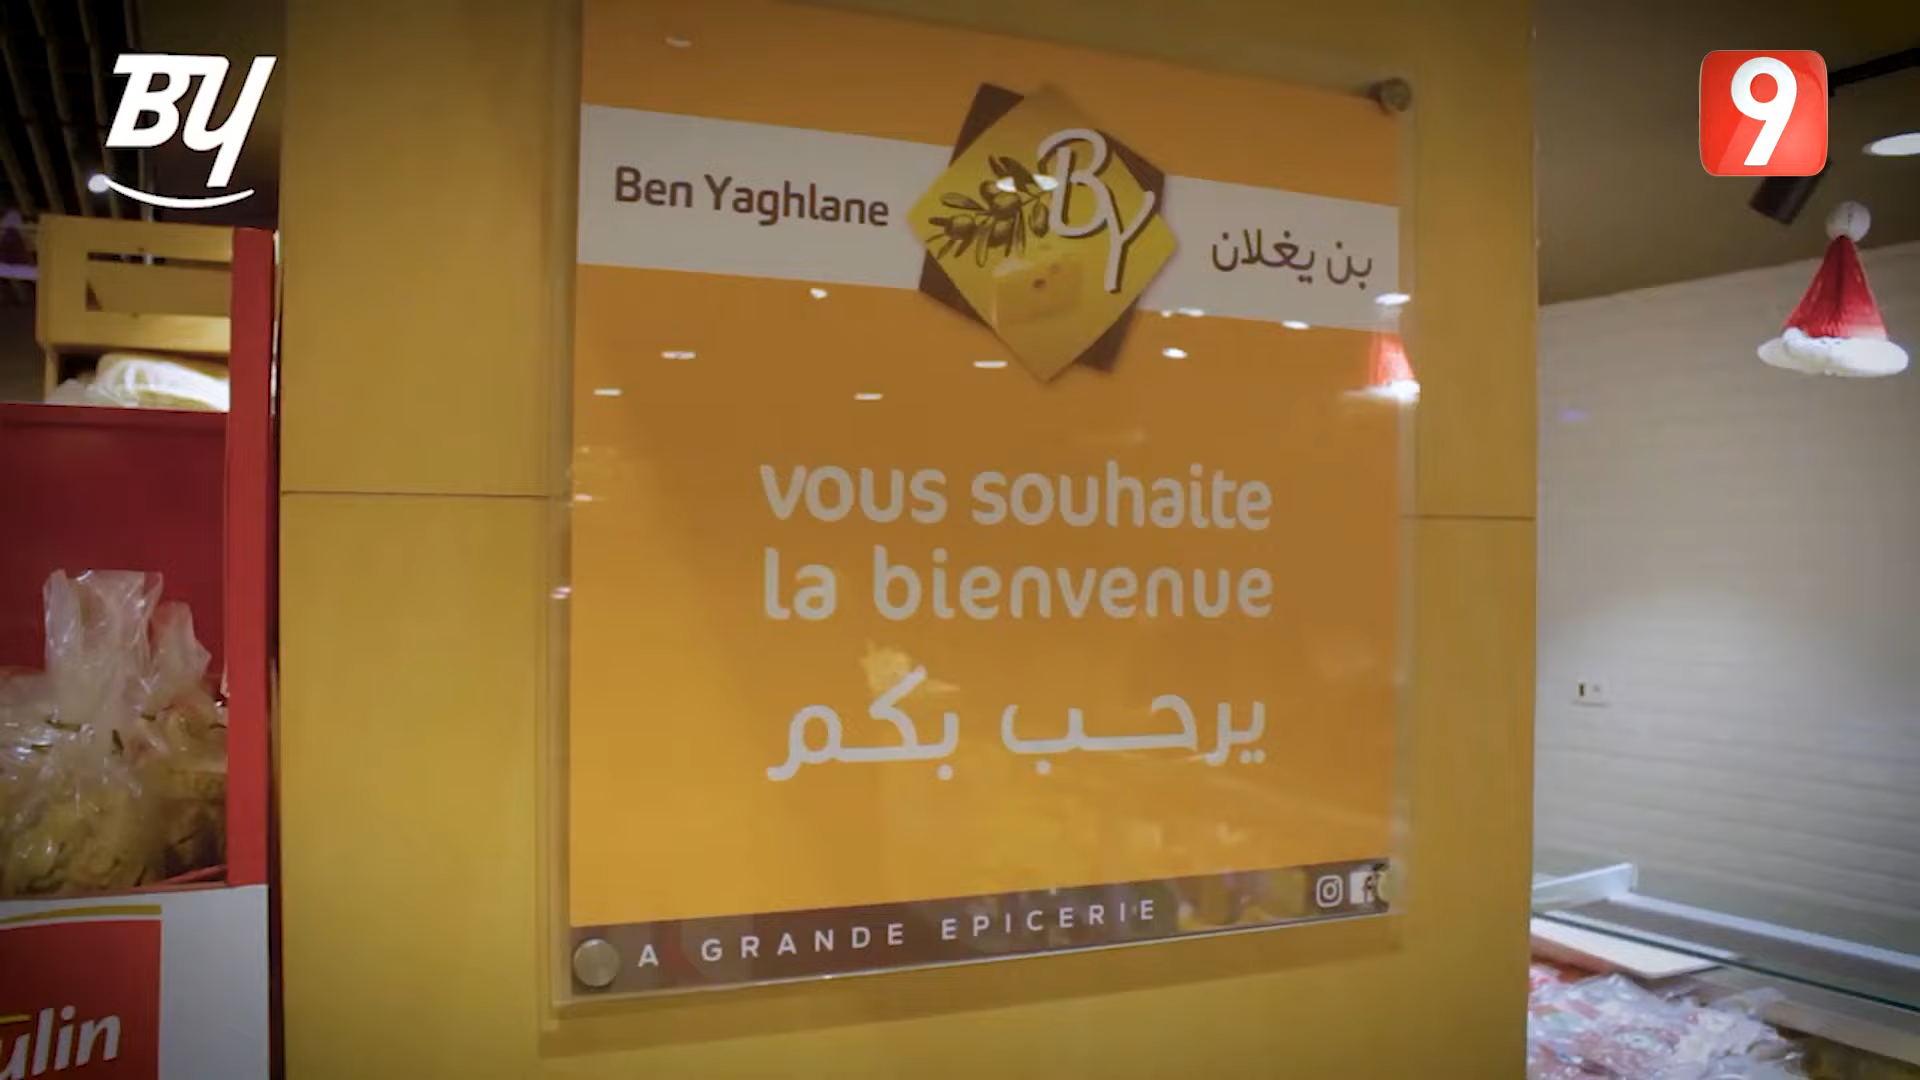 BY
9
Ben Yaghlane
BY
بن يغلان
vous souhaite
la bienvenue
يرحب بكم
A GRANDE EPICERIE
ulin